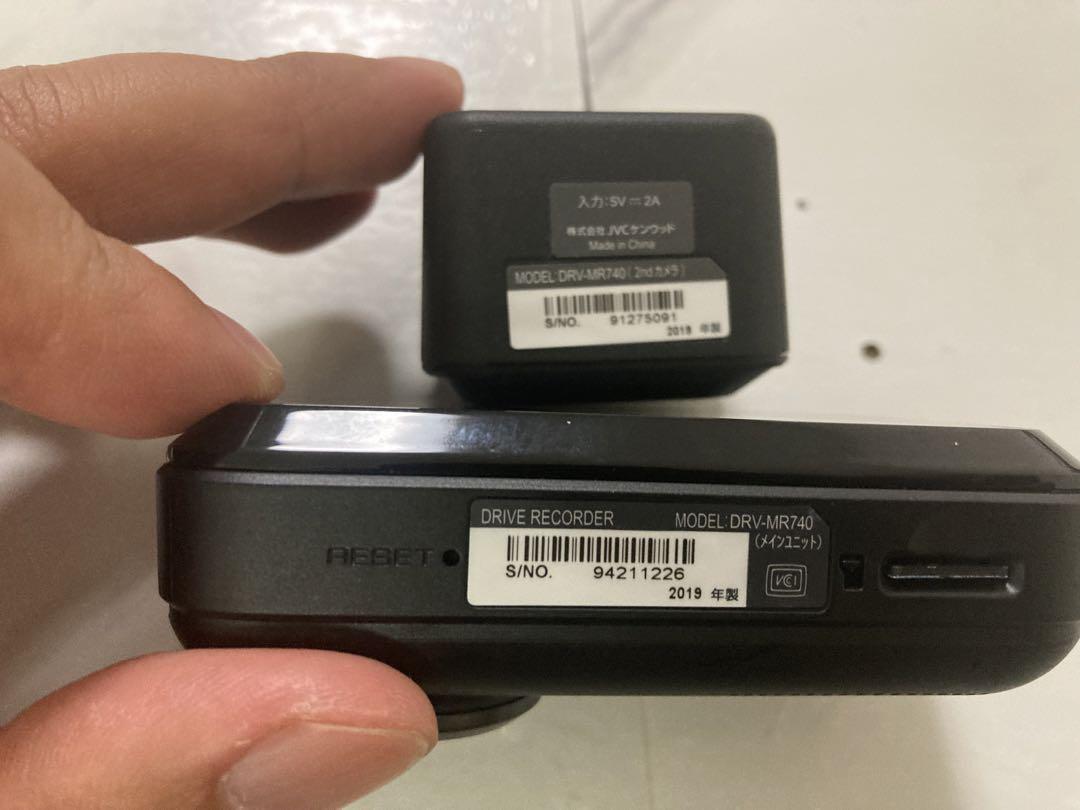 入力:5V⎓2A
株式会社 JVCケンウッド
Made in China
MODEL:DRV-MR740(2ndカメラ)
S/NO. 91275091
2019 年製
DRIVE RECORDER MODEL:DRV-MR740
(メインユニット)
RESET
S/NO. 94211226
VCCI
2019 年製